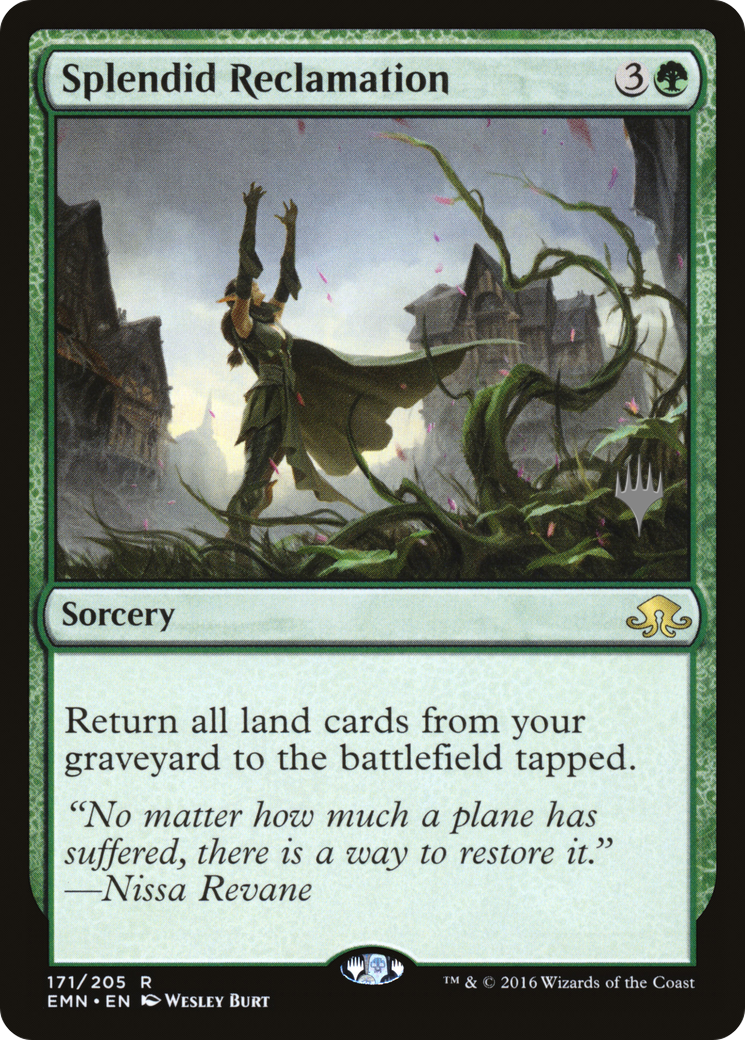 Splendid Reclamation 3
Sorcery
Return all land cards from your
graveyard to the battlefield tapped.
“No matter how much a plane has
suffered, there is a way to restore it.”
—Nissa Revane
171/205 R
EMN • EN Wesley Burt
™ & © 2016 Wizards of the Coast